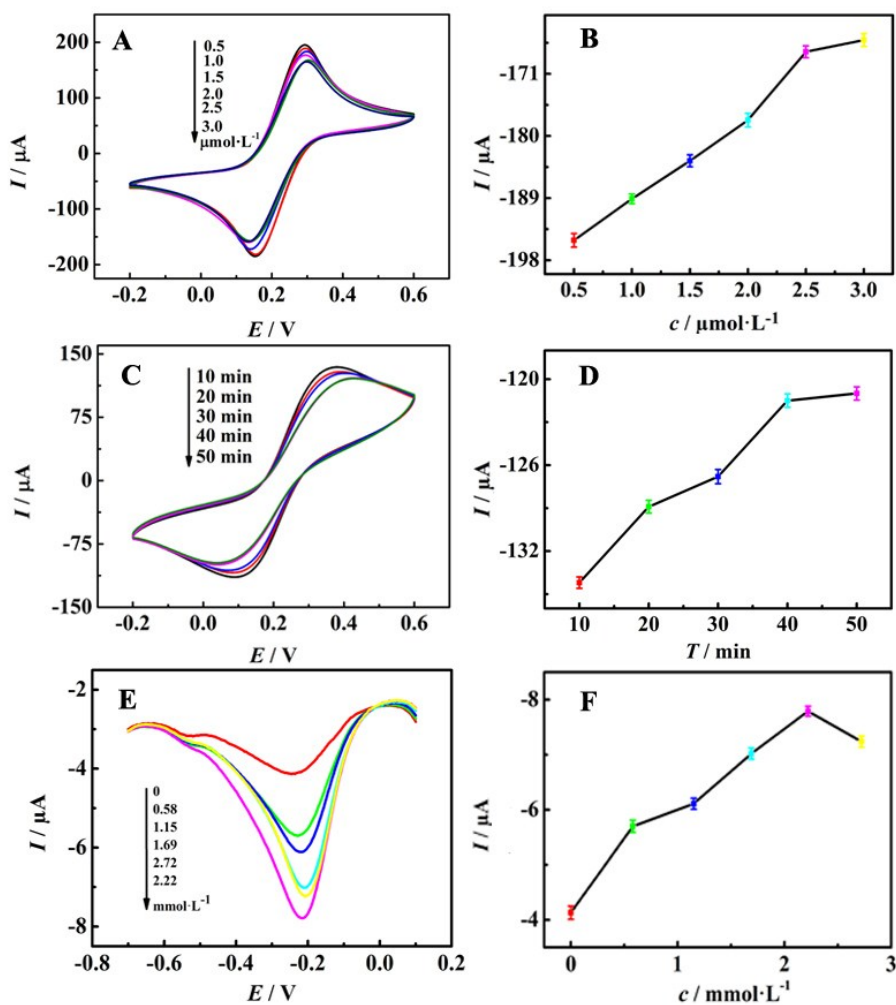 A
200
100
0
-100
-200
I / µA
0.5
1.0
1.5
2.0
2.5
3.0
µmol·L-1
-0.2 0.0 0.2 0.4 0.6
E / V
B
-171
-180
-189
-198
I / µA
0.5 1.0 1.5 2.0 2.5 3.0
c / µmol·L-1
C
150
75
0
-75
-150
I / µA
10 min
20 min
30 min
40 min
50 min
-0.2 0.0 0.2 0.4 0.6
E / V
D
-120
-126
-132
I / µA
10 20 30 40 50
T / min
E
-2
-4
-6
-8
I / µA
0
0.58
1.15
1.69
2.72
2.22
mmol·L-1
-0.8 -0.6 -0.4 -0.2 0.0 0.2
E / V
F
-8
-6
-4
I / µA
0 1 2 3
c / mmol·L-1